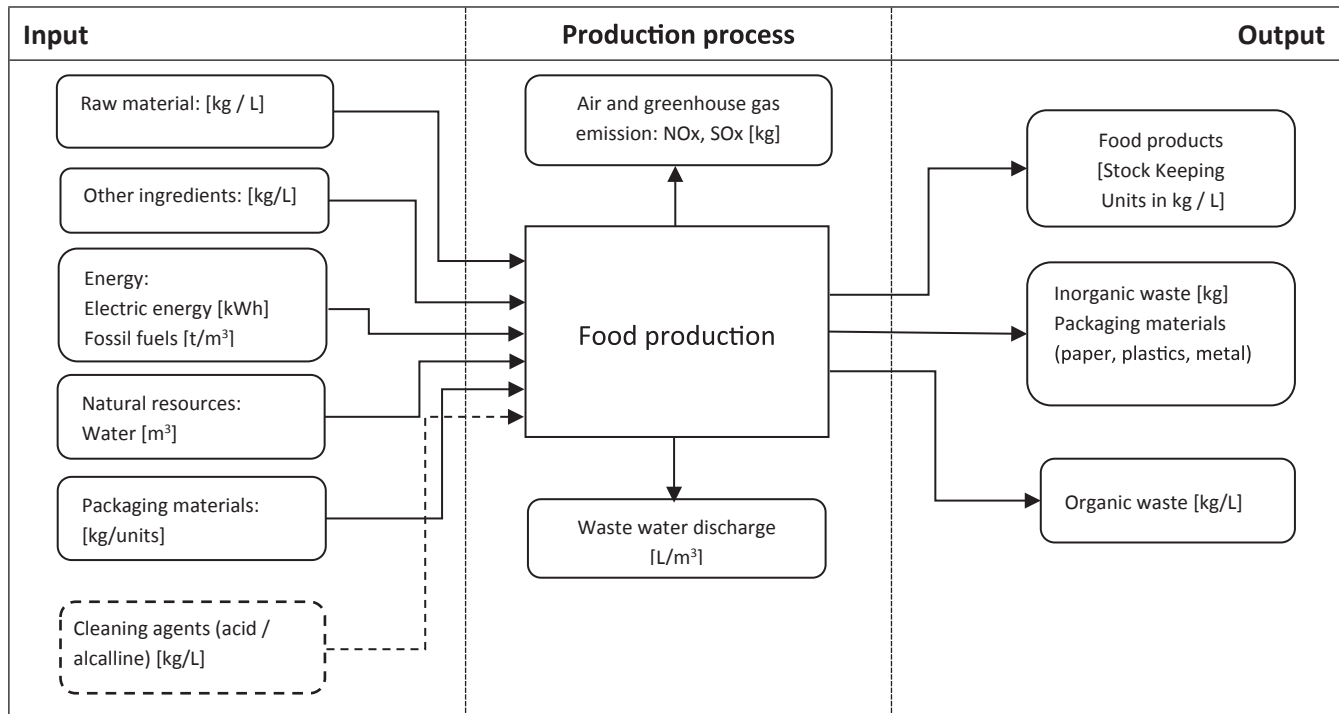 Input
Production process
Output
Raw material: [kg / L]
Other ingredients: [kg/L]
Energy:
Electric energy [kWh]
Fossil fuels [t/m³]
Natural resources:
Water [m³]
Packaging materials:
[kg/units]
Cleaning agents (acid /
alcalline) [kg/L]
Air and greenhouse gas
emission: NOx, SOx [kg]
Food production
Waste water discharge
[L/m³]
Food products
[Stock Keeping
Units in kg / L]
Inorganic waste [kg]
Packaging materials
(paper, plastics, metal)
Organic waste [kg/L]